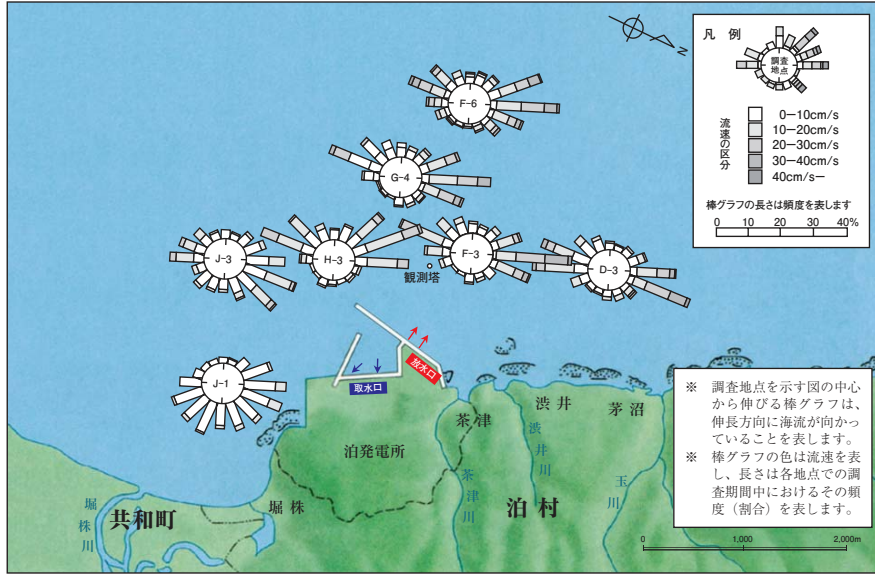 N
凡 例
調査
地点
流速の区分
0−10cm/s
10−20cm/s
20−30cm/s
30−40cm/s
40cm/s−
棒グラフの長さは頻度を表します
0 10 20 30 40%
F-6
G-4
J-3
H-3
F-3
D-3
観測塔
J-1
取水口
放水口
泊発電所
茶津
渋井
茅沼
渋井川
茶津川
玉川
泊村
堀株
堀株川
共和町
※ 調査地点を示す図の中心
から伸びる棒グラフは、
伸長方向に海流が向かっ
ていることを表します。
※ 棒グラフの色は流速を表
し、長さは各地点での調
査期間中におけるその頻
度（割合）を表します。
0 1,000 2,000m